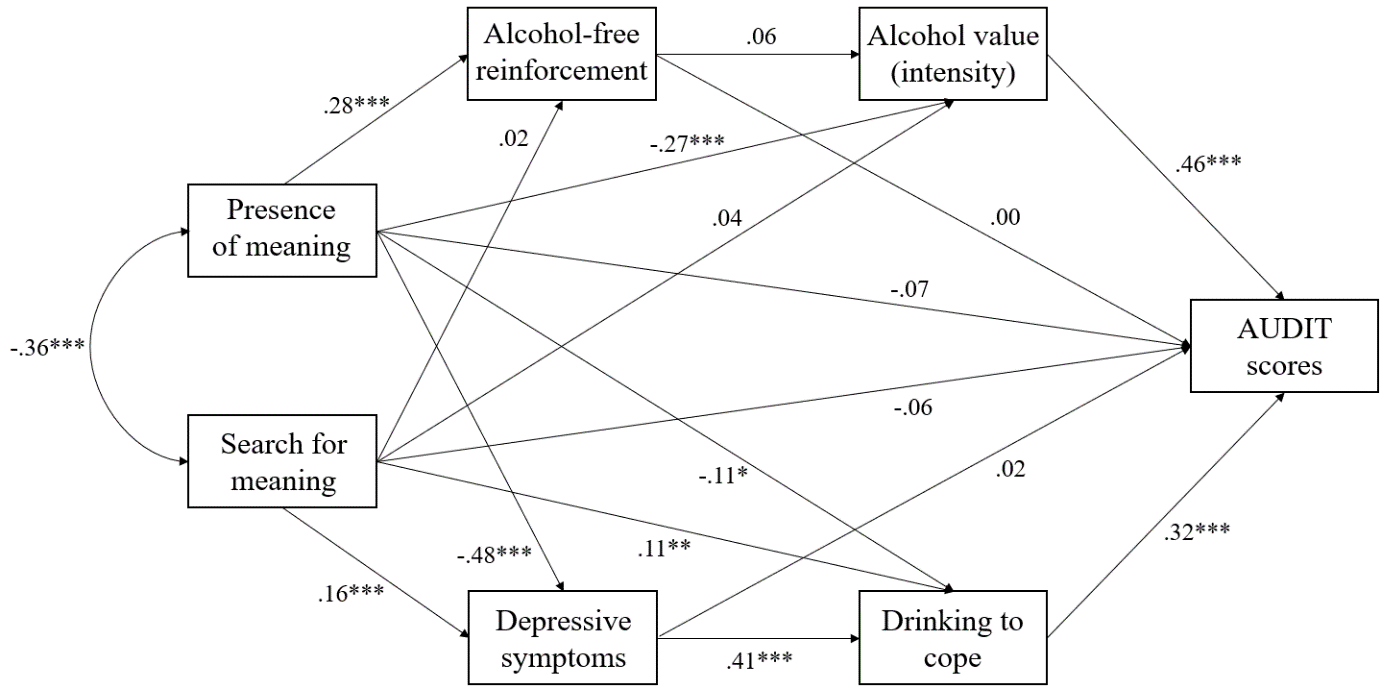 Alcohol-free
reinforcement
.06
Alcohol value
(intensity)
.28***
.02
-.27***
.46***
Presence
of meaning
.04
.00
-.07
-.36***
AUDIT
scores
-.06
Search for
meaning
-.11*
.02
.16***
-.48***
.11**
.32***
Depressive
symptoms
.41***
Drinking to
cope